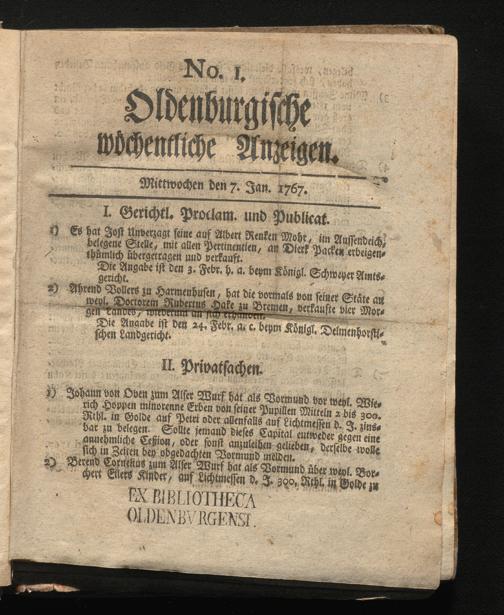 No. 1.
Oldenburgische
wöchentliche Anzeigen.
Mittwochen den 7. Jan. 1767.
I. Gerichtl. Proclam. und Publicat.
1) Es hat Jost Unverzagt seine auf Albert Renken Mohr, im Aussendeich,
belegene Stelle, mit allen Pertinentien, an Dierk Packen erbeigen-
thümlich übergetragen und verkauft.
Die Angabe ist den 3. Febr. h. a. beym Königl. Schweyer Amts-
gericht.
2) Ahrend Vollers zu Harmenhusen, hat die vormals von seiner Stäte an
weyl. Doctorem Rubertus Hake zu Bremen, verkaufte vier Mor-
gen Landes, wiederum an sich erhandelt.
Die Angabe ist den 24. Febr. a. c. beym Königl. Delmenhorsti-
schen Landgericht.
II. Privatsachen.
1) Johann von Oven zum Alser Wurf hat als Vormund vor weyl. Wie-
rich Hoppen minorenne Erben von seiner Pupillen Mitteln 2 bis 300.
Rthl. in Golde auf Petri oder allenfalls auf Lichtmessen d. J. zins-
bar zu belegen. Sollte jemand dieses Capital entweder gegen eine
annehmliche Cession, oder sonst anzuleihen gelieben, derselbe wolle
sich in Zeiten bey obgedachten Vormund melden.
2) Berend Cornelius zum Alser Wurf hat als Vormund über weyl. Bor-
chert Eilers Kinder, auf Lichtmessen d. J. 300. Rthl. in Golde zu
EX BIBLIOTHECA
OLDENBVRGENSI.